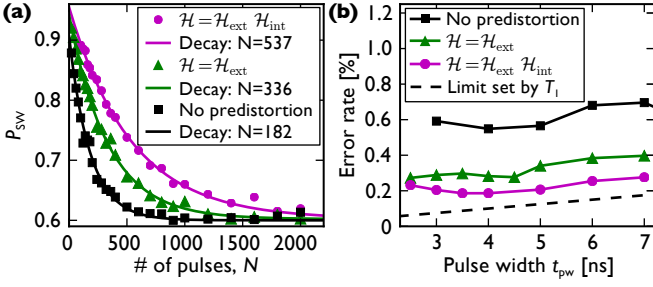 (a)
0.9
0.8
0.7
0.6
P_sw
ℋ=ℋ_ext ℋ_int
Decay: N=537
ℋ=ℋ_ext
Decay: N=336
No predistortion
Decay: N=182
0 500 1000 1500 2000
# of pulses, N
(b)
1.2
1.0
0.8
0.6
0.4
0.2
0.0
Error rate [%]
No predistortion
ℋ=ℋ_ext
ℋ=ℋ_ext ℋ_int
Limit set by T_1
3 4 5 6 7
Pulse width t_pw [ns]